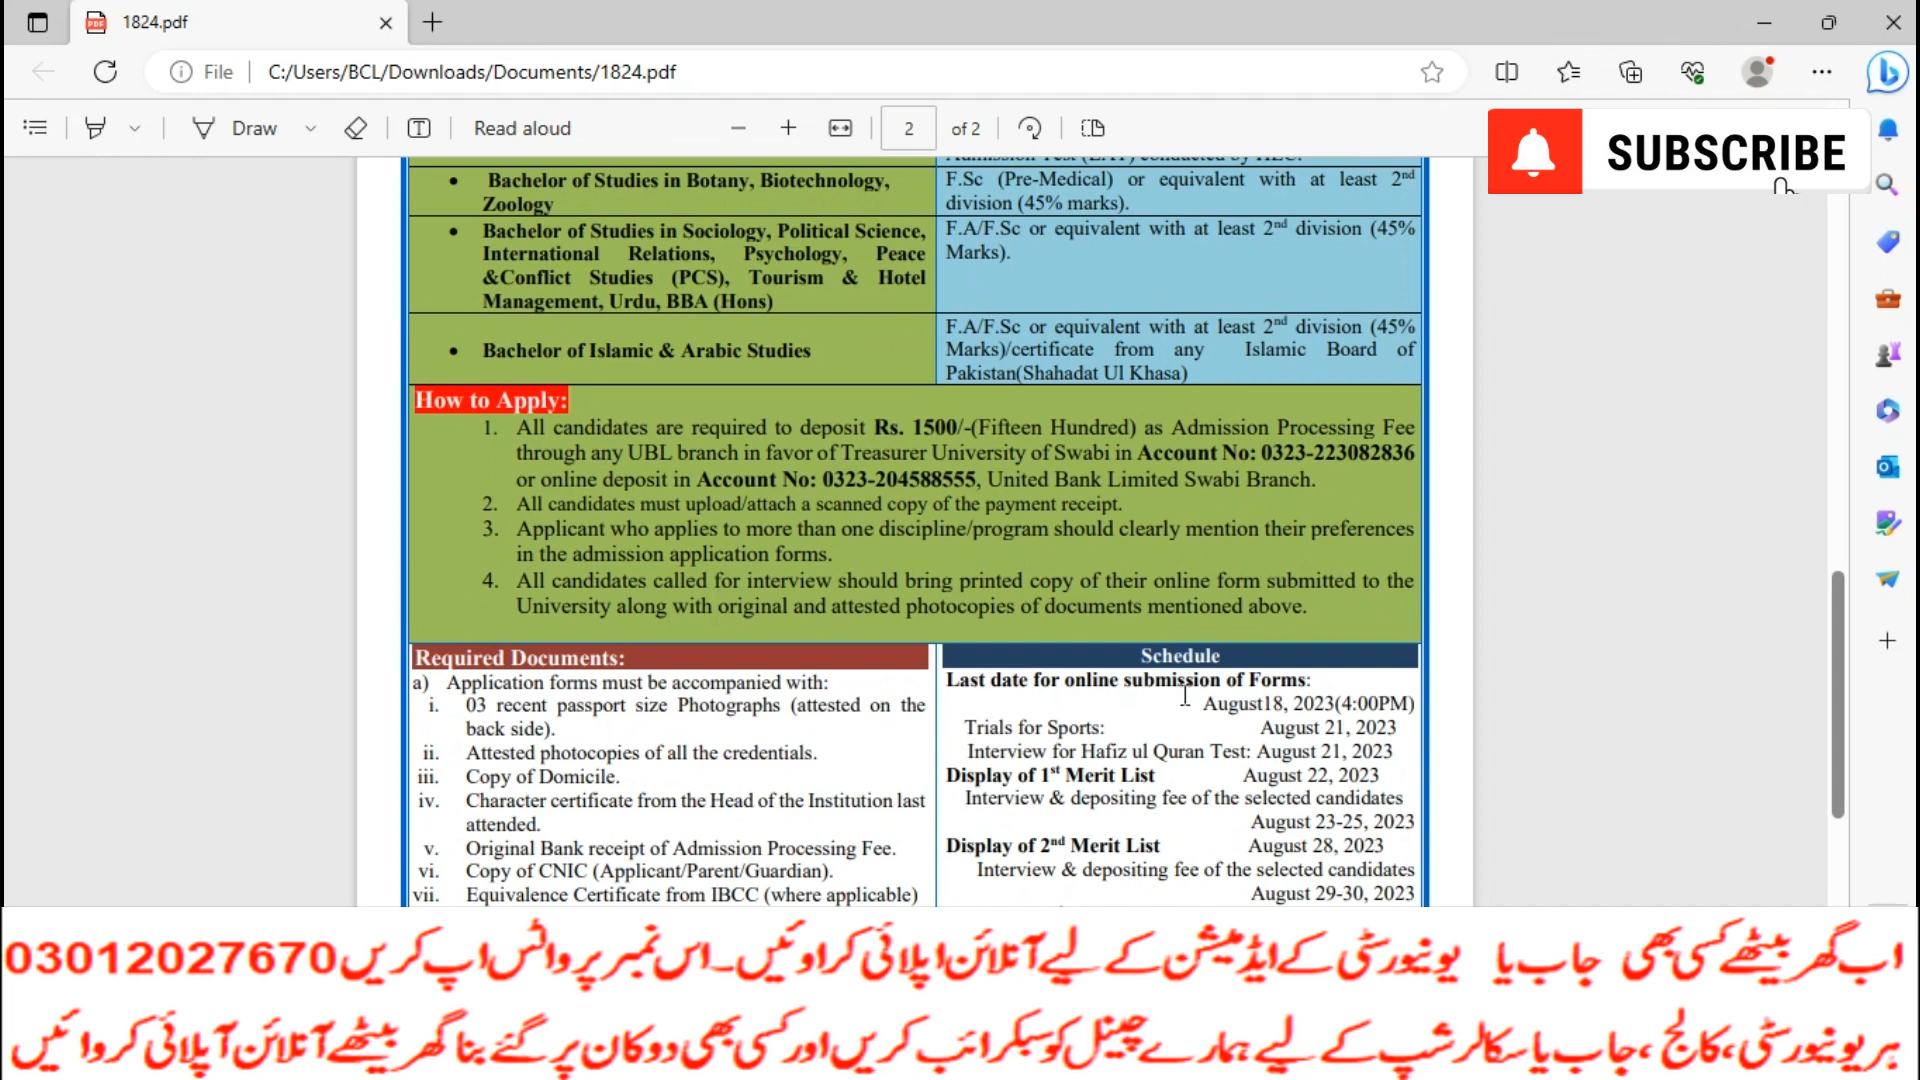 1824.pdf
File
C:/Users/BCL/Downloads/Documents/1824.pdf
Draw
Read aloud
2
of 2
SUBSCRIBE
Admission Test (LAT) conducted by HEC.
• Bachelor of Studies in Botany, Biotechnology,
Zoology
F.Sc (Pre-Medical) or equivalent with at least 2nd
division (45% marks).
• Bachelor of Studies in Sociology, Political Science,
International Relations, Psychology, Peace
&Conflict Studies (PCS), Tourism & Hotel
Management, Urdu, BBA (Hons)
F.A/F.Sc or equivalent with at least 2nd division (45%
Marks).
• Bachelor of Islamic & Arabic Studies
F.A/F.Sc or equivalent with at least 2nd division (45%
Marks)/certificate from any Islamic Board of
Pakistan(Shahadat Ul Khasa)
How to Apply:
1. All candidates are required to deposit Rs. 1500/-(Fifteen Hundred) as Admission Processing Fee
through any UBL branch in favor of Treasurer University of Swabi in Account No: 0323-223082836
or online deposit in Account No: 0323-204588555, United Bank Limited Swabi Branch.
2. All candidates must upload/attach a scanned copy of the payment receipt.
3. Applicant who applies to more than one discipline/program should clearly mention their preferences
in the admission application forms.
4. All candidates called for interview should bring printed copy of their online form submitted to the
University along with original and attested photocopies of documents mentioned above.
Required Documents:
a) Application forms must be accompanied with:
i. 03 recent passport size Photographs (attested on the
back side).
ii. Attested photocopies of all the credentials.
iii. Copy of Domicile.
iv. Character certificate from the Head of the Institution last
attended.
v. Original Bank receipt of Admission Processing Fee.
vi. Copy of CNIC (Applicant/Parent/Guardian).
vii. Equivalence Certificate from IBCC (where applicable)
Schedule
Last date for online submission of Forms:
August18, 2023(4:00PM)
Trials for Sports: August 21, 2023
Interview for Hafiz ul Quran Test: August 21, 2023
Display of 1st Merit List August 22, 2023
Interview & depositing fee of the selected candidates
August 23-25, 2023
Display of 2nd Merit List August 28, 2023
Interview & depositing fee of the selected candidates
August 29-30, 2023
اب گھر بیٹھے کسی بھی جاب یا یونیورسٹی کے ایڈمیشن کے لیے آنلائن اپلائی کراوئیں۔اس نمبر پر واٹس اپ کریں 03012027670
ہر یونیورسٹی، کالج ،جاب یا سکالرشپ کے لیے ہمارے چینل کو سبکرائب کریں اور کسی بھی دوکان پر گئے بنا گھر بیٹھے آنلائن آپلائی کروائیں